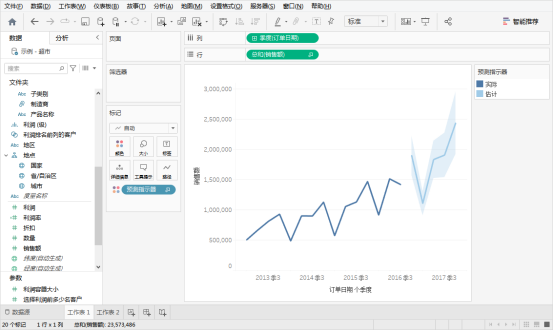 文件(F) 数据(D) 工作表(W) 仪表板(B) 故事(T) 分析(A) 地图(M) 设置格式(O) 服务器(S) 窗口(N) 帮助(H)
标准
智能推荐
数据
分析
示例 - 超市
搜索
文件夹
Abc 子类别
制造商
Abc 产品名称
利润 (级)
利润排名前列的客户
Abc 地区
地点
国家
省/自治区
城市
Abc 度量名称
利润
利润率
折扣
数量
销售额
纬度(自动生成)
经度(自动生成)
参数
利润容器大小
选择利润前多少名客户
页面
筛选器
标记
自动
颜色
大小
标签
详细信息
工具提示
路径
预测指示器
列
季度(订单日期)
行
总和(销售额)
3,000,000
2,500,000
2,000,000
1,500,000
1,000,000
500,000
0
销售额
2013 季3
2014 季3
2015 季3
2016 季3
2017 季3
订单日期 个季度
预测指示器
实际
估计
数据源
工作表 1
工作表 2
20 个标记
1 行 x 1 列
总和(销售额): 23,573,486